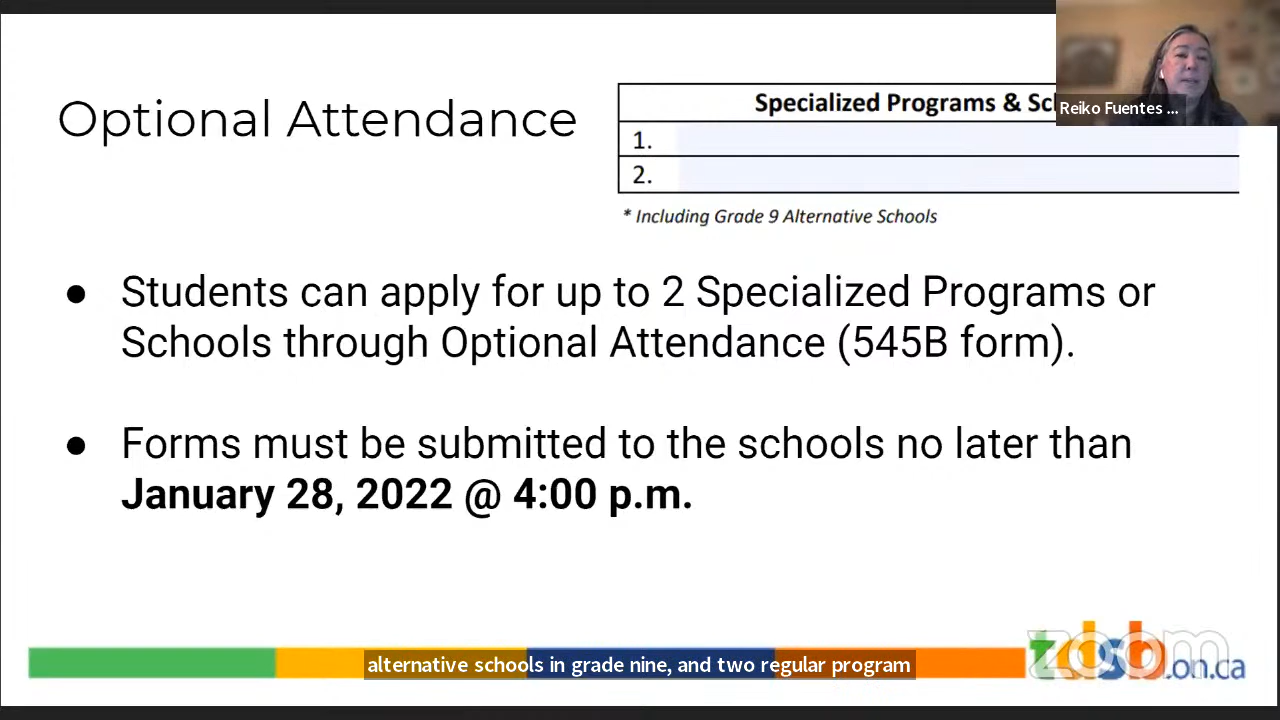 Optional Attendance
Specialized Programs &
1.
2.
* Including Grade 9 Alternative Schools
Reiko Fuentes ...
● Students can apply for up to 2 Specialized Programs or
Schools through Optional Attendance (545B form).
● Forms must be submitted to the schools no later than
January 28, 2022 @ 4:00 p.m.
alternative schools in grade nine, and two regular program
tdsb.on.ca
zoom